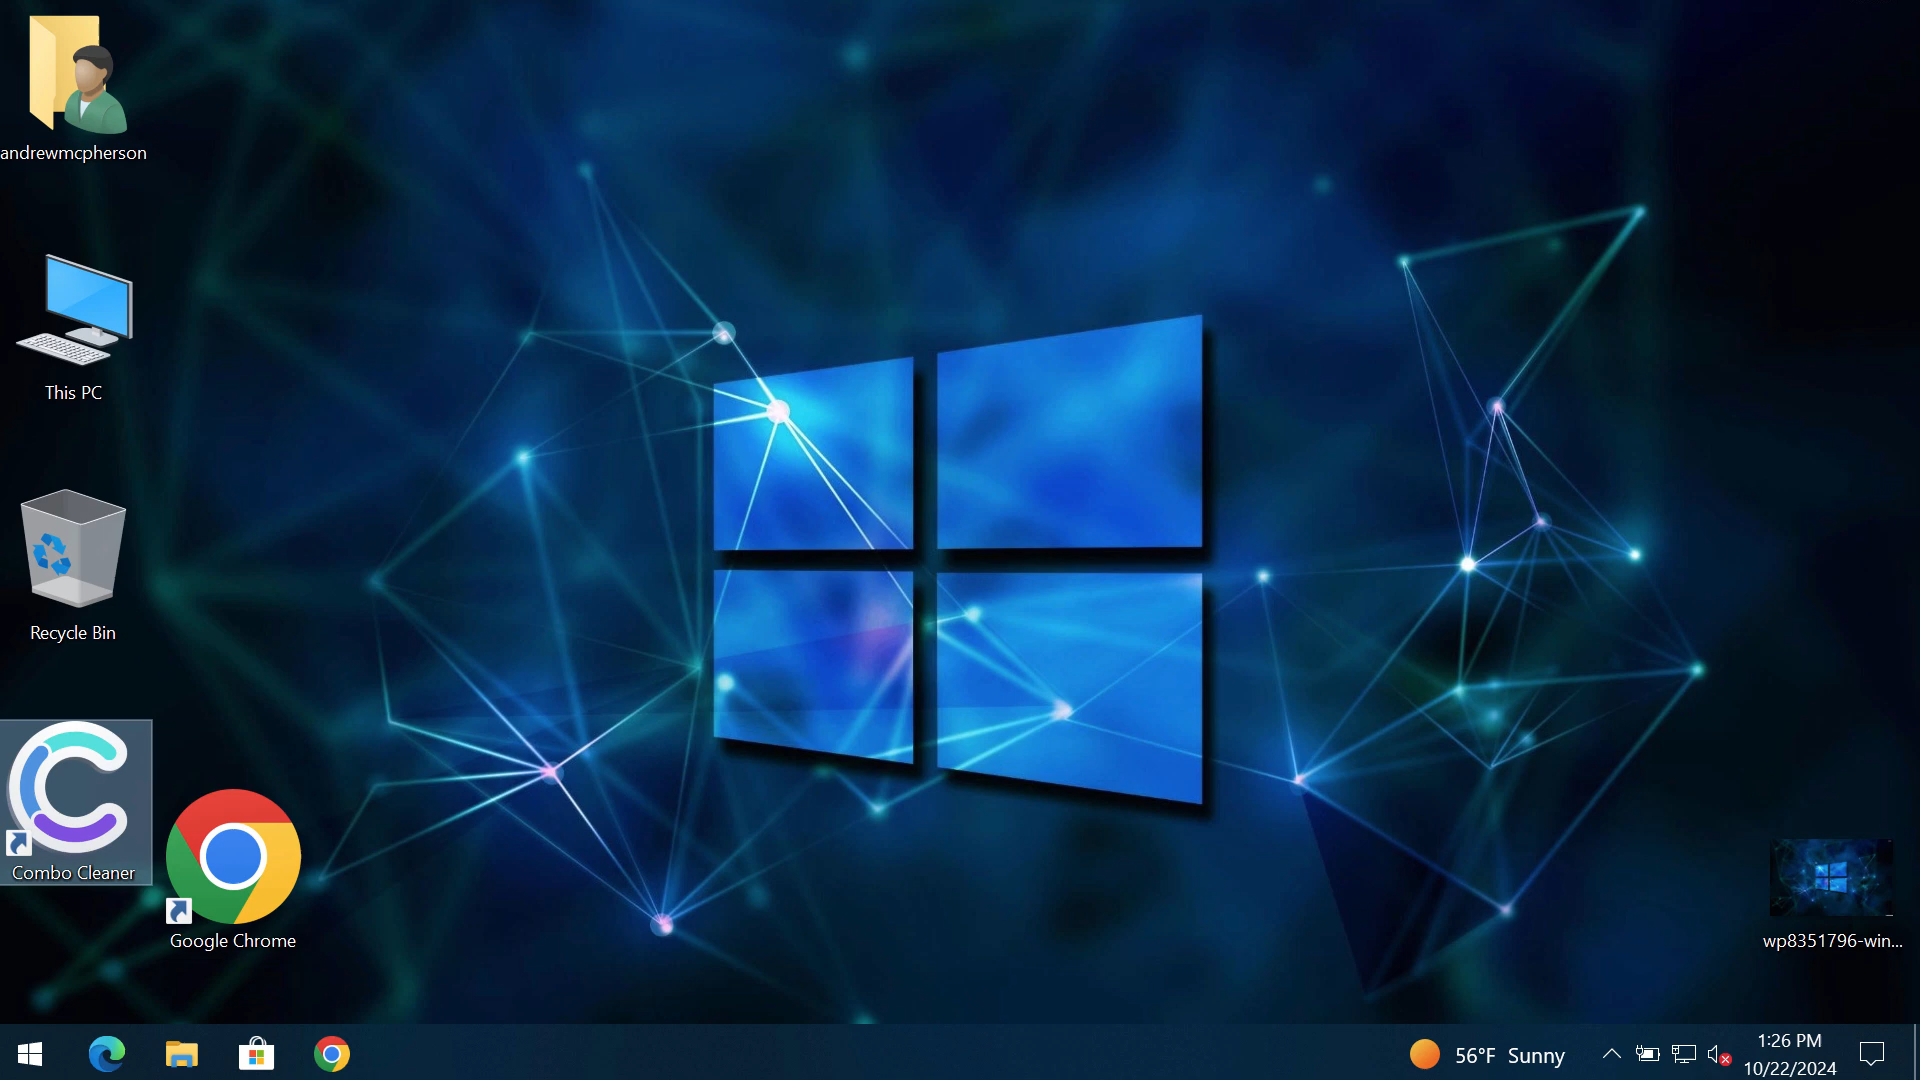 andrewmcpherson
This PC
Recycle Bin
Combo Cleaner
Google Chrome
wp8351796-win...
56°F Sunny
1:26 PM
10/22/2024